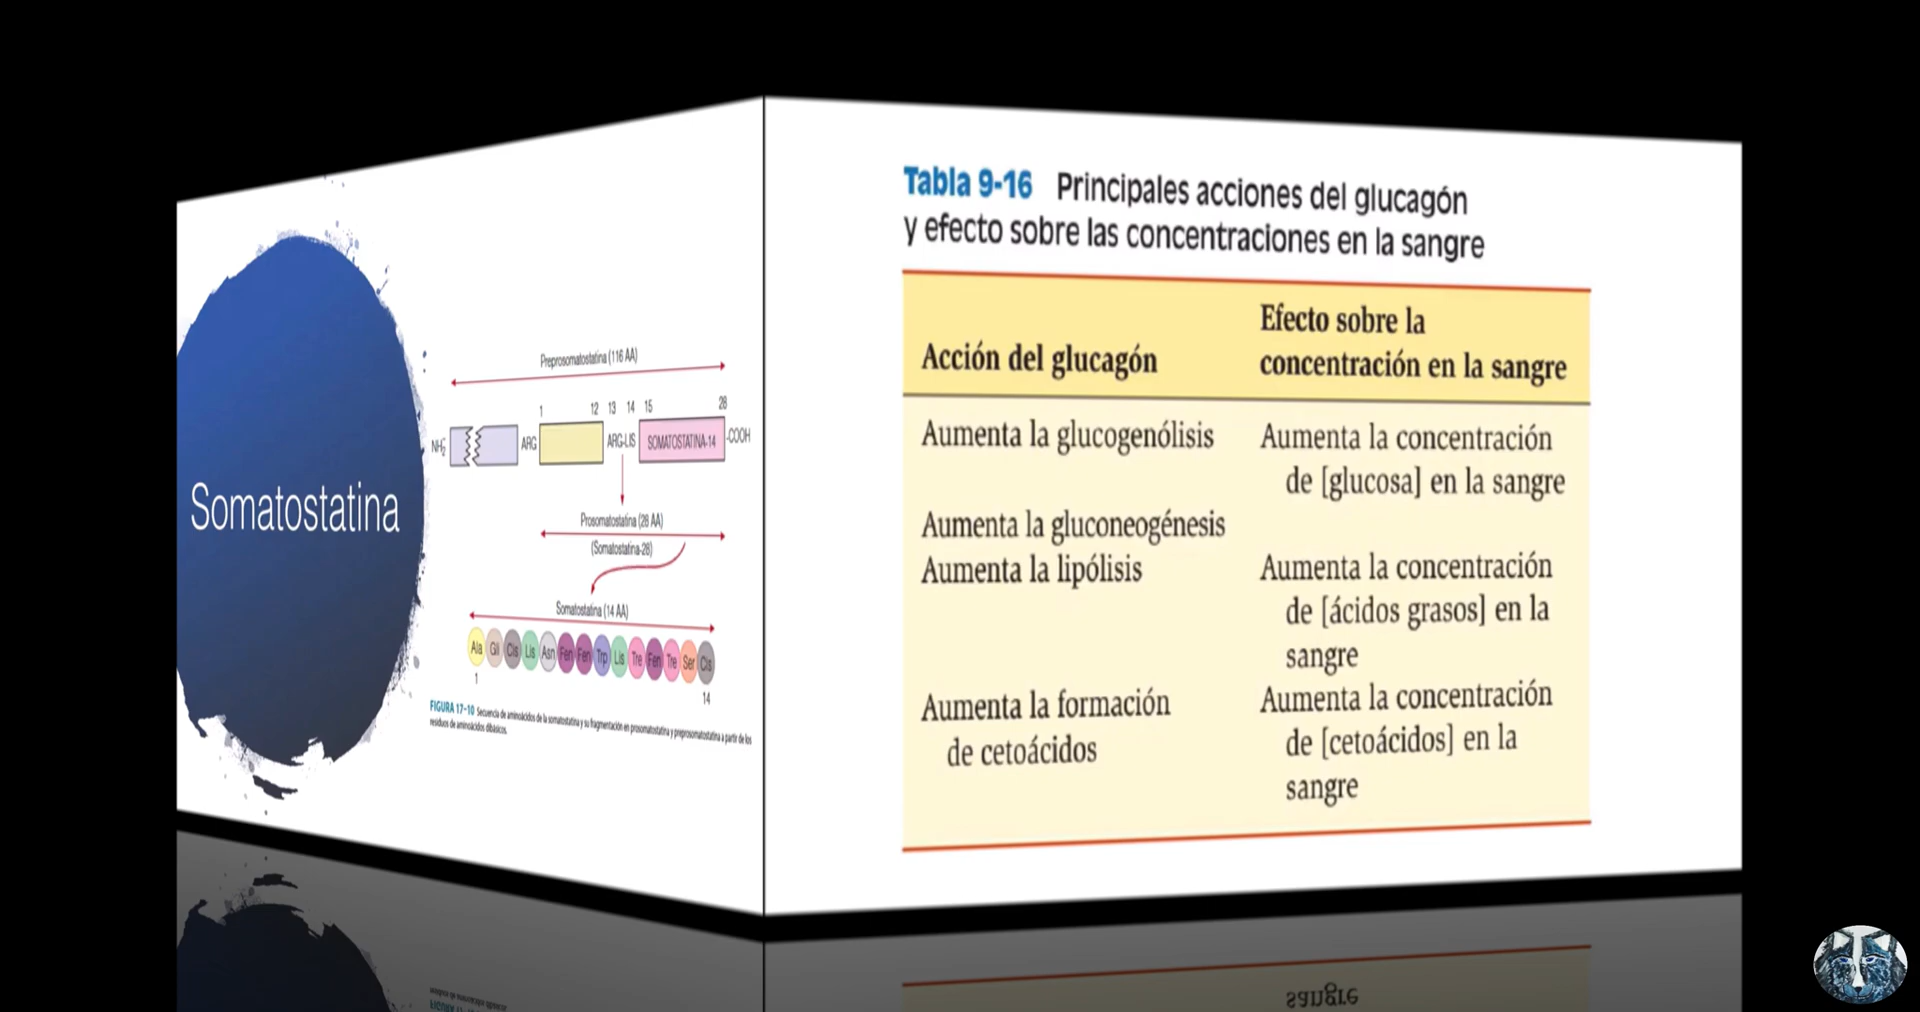 Somatostatina
Preprosomatostatina (116 AA)
1 12 13 14 15 28
NH2- ARG ARG-LIS SOMATOSTATINA-14 -COOH
Prosomatostatina (28 AA)
(Somatostatina-28)
Somatostatina (14 AA)
Ala Gli Cis Lis Asn Fen Fen Trp Lis Tre Fen Tre Ser Cis
1 14
FIGURA 17-10 Secuencia de aminoácidos de la somatostatina y su fragmentación en prosomatostatina y preprosomatostatina a partir de los
residuos de aminoácidos dibásicos.
Tabla 9-16 Principales acciones del glucagón
y efecto sobre las concentraciones en la sangre
Acción del glucagón
Efecto sobre la
concentración en la sangre
Aumenta la glucogenólisis
Aumenta la concentración
de [glucosa] en la sangre
Aumenta la gluconeogénesis
Aumenta la lipólisis
Aumenta la concentración
de [ácidos grasos] en la
sangre
Aumenta la formación
de cetoácidos
Aumenta la concentración
de [cetoácidos] en la
sangre